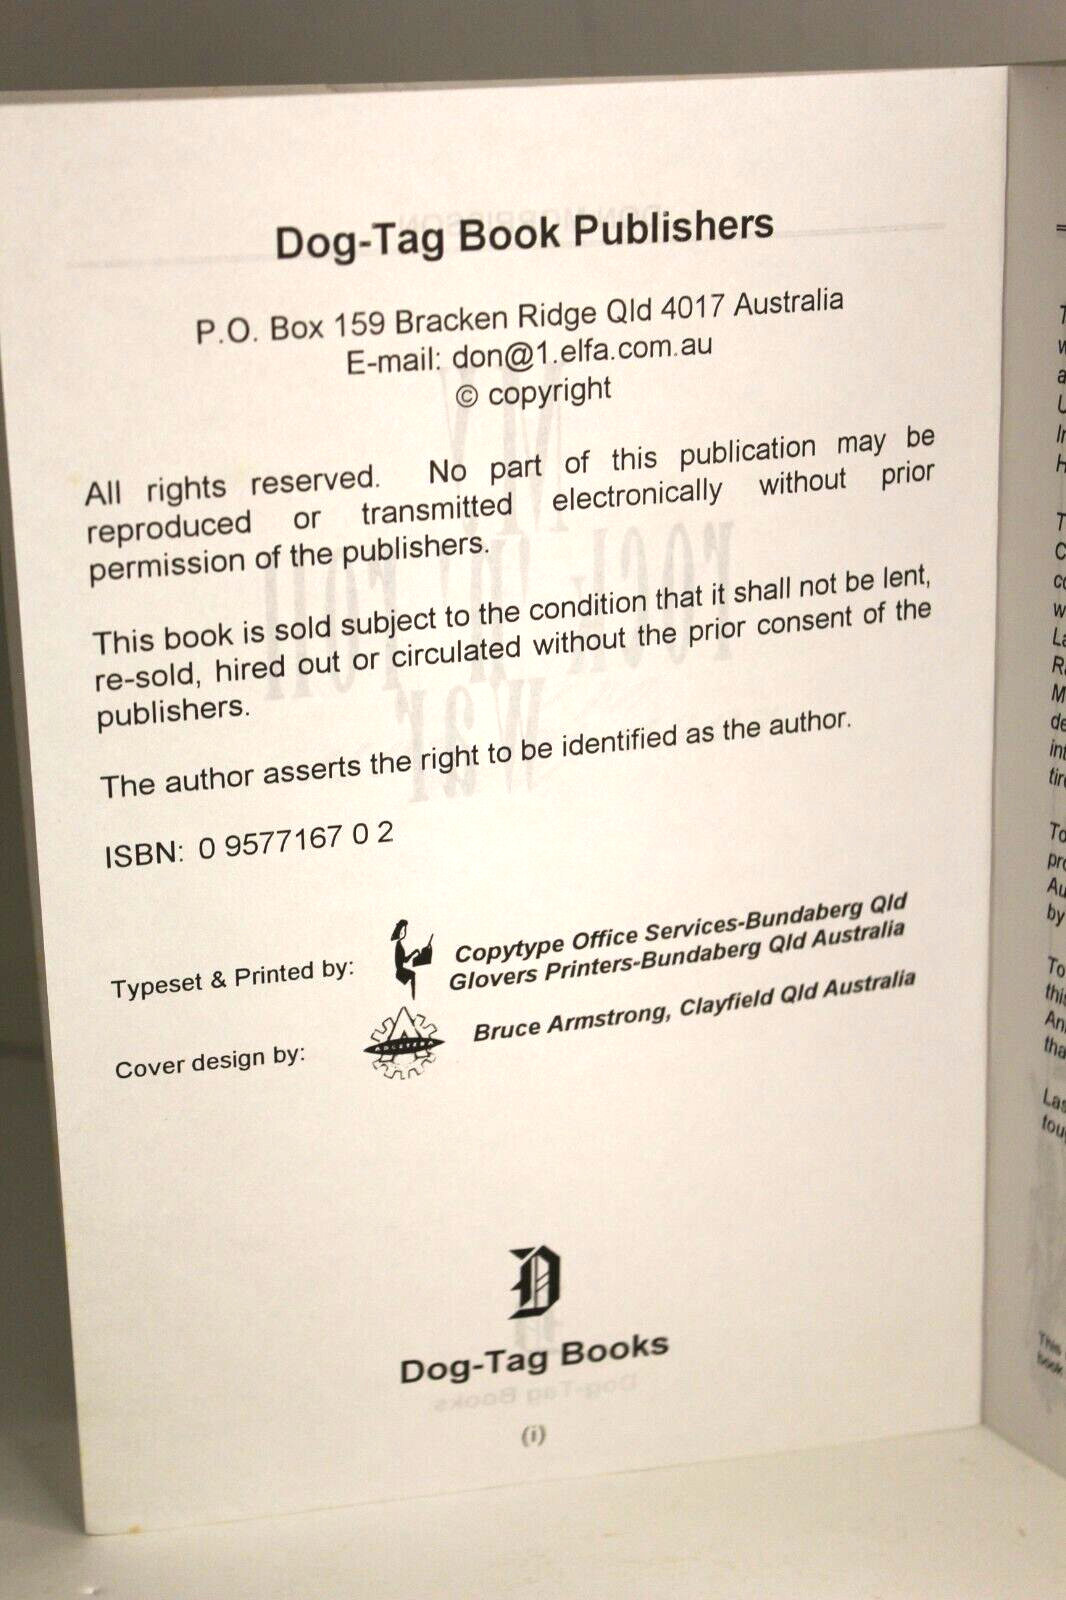 Dog-Tag Book Publishers
P.O. Box 159 Bracken Ridge Qld 4017 Australia
E-mail: don@1.elfa.com.au
© copyright
All rights reserved. No part of this publication may be
reproduced or transmitted electronically without prior
permission of the publishers.
This book is sold subject to the condition that it shall not be lent,
re-sold, hired out or circulated without the prior consent of the
publishers.
The author asserts the right to be identified as the author.
ISBN: 0 9577167 0 2
Typeset & Printed by:
Copytype Office Services-Bundaberg Qld
Glovers Printers-Bundaberg Qld Australia
Cover design by:
Bruce Armstrong, Clayfield Qld Australia
D
Dog-Tag Books
(i)
This
book